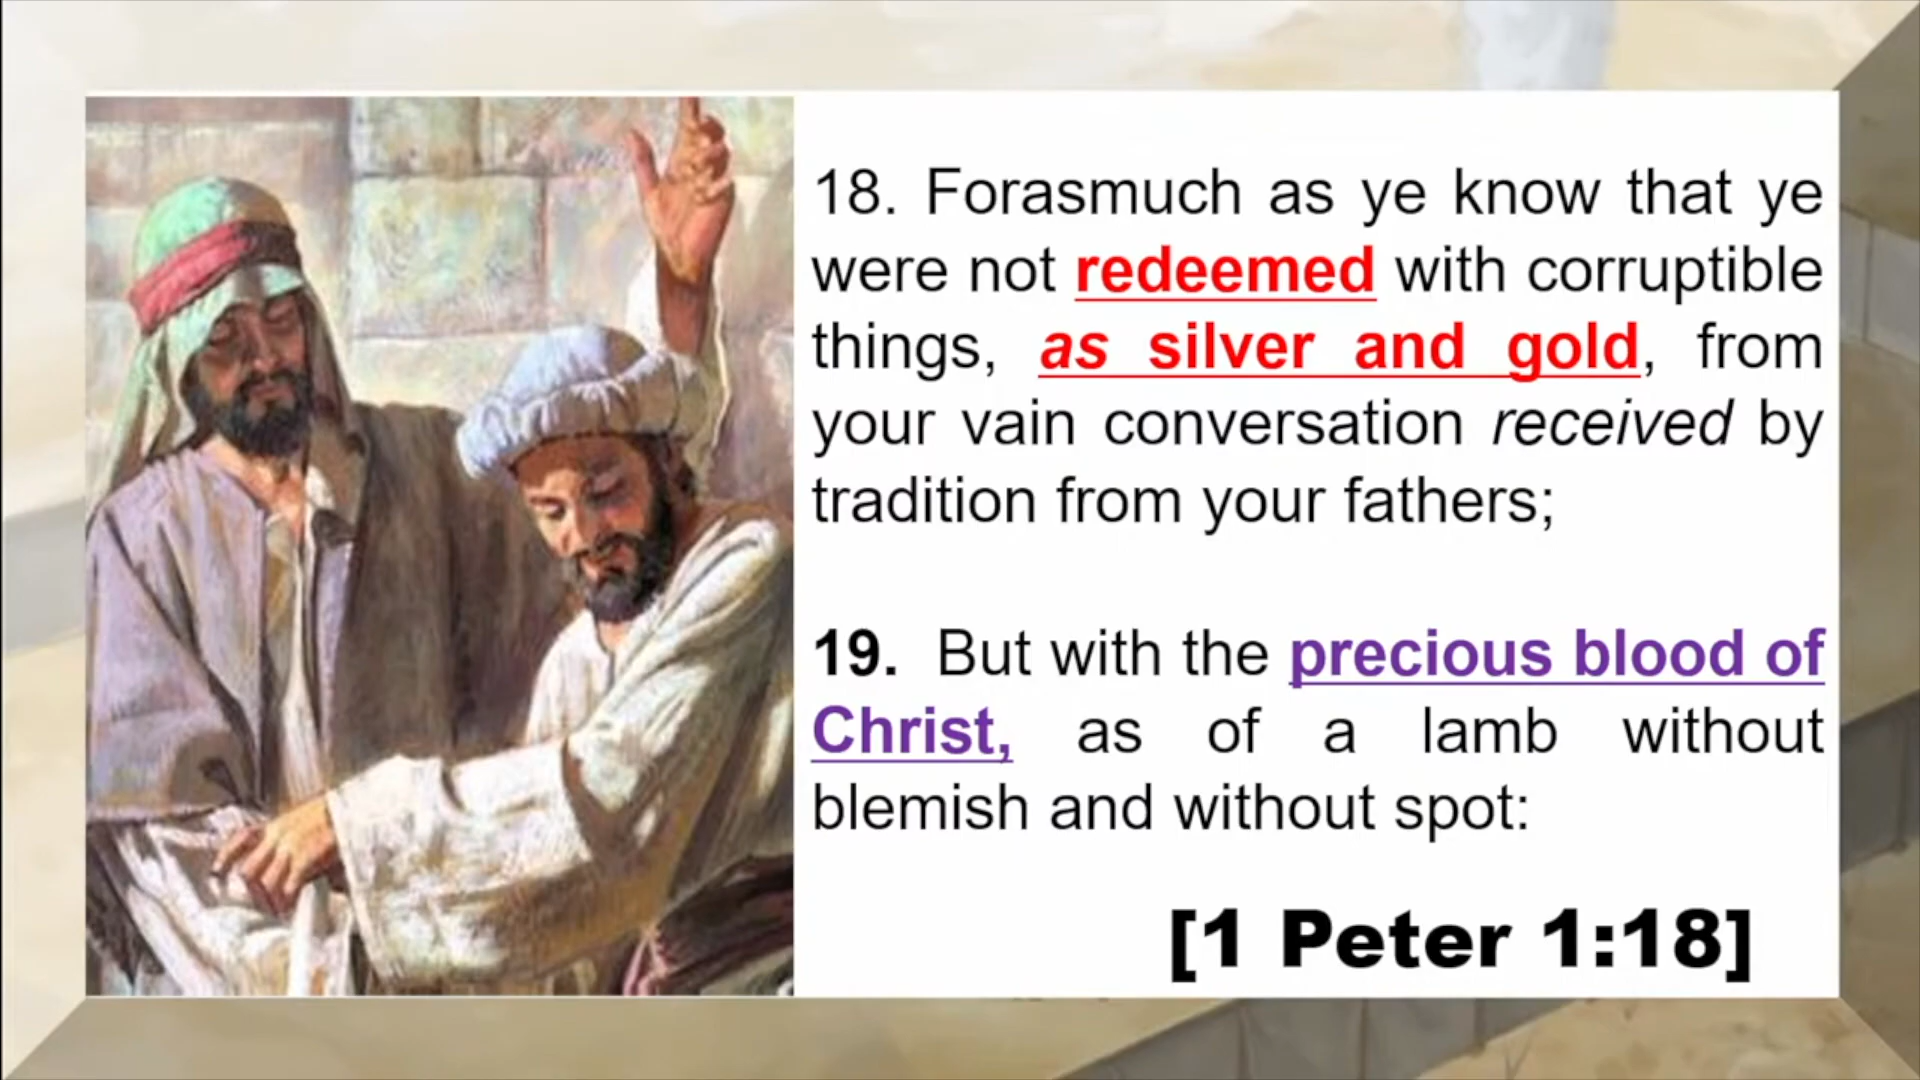 18. Forasmuch as ye know that ye
were not redeemed with corruptible
things, as silver and gold, from
your vain conversation received by
tradition from your fathers;
19. But with the precious blood of
Christ, as of a lamb without
blemish and without spot:
[1 Peter 1:18]